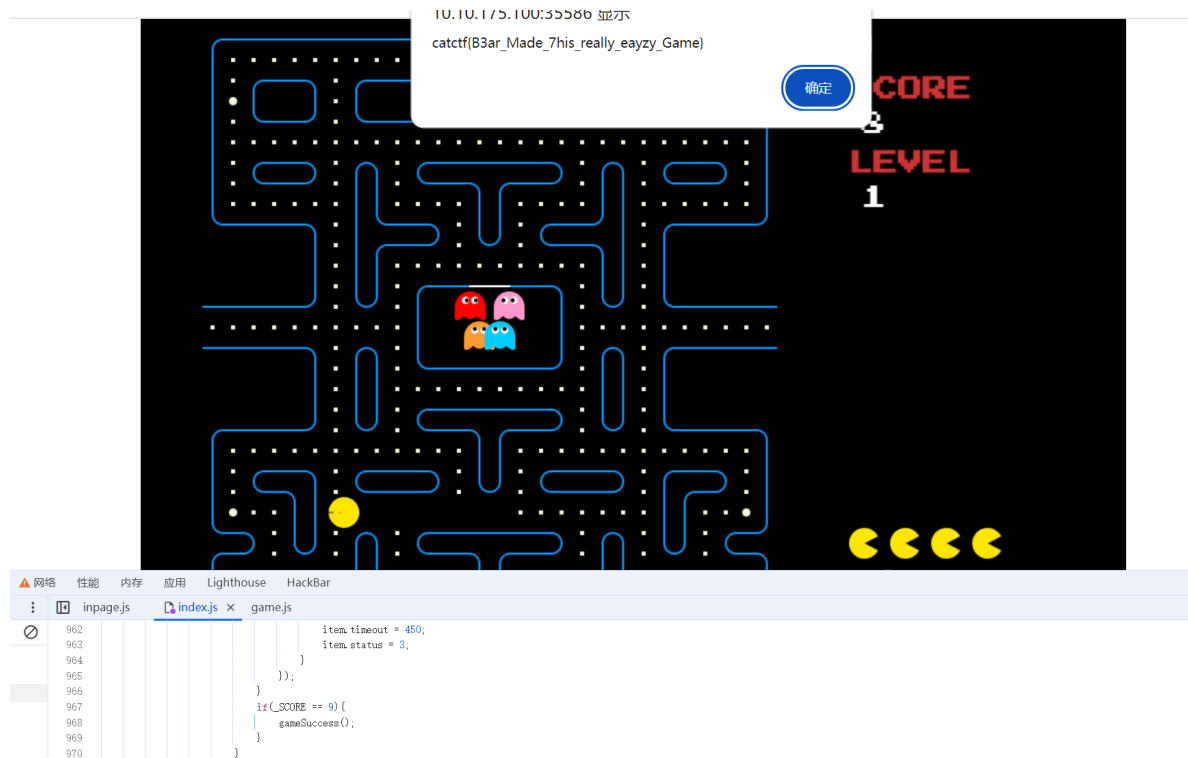 10.10.175.100:35586 显示
catctf{B3ar_Made_7his_really_eayzy_Game}
确定
CORE
LEVEL
1
网络 性能 内存 应用 Lighthouse HackBar
inpage.js index.js × game.js
962 item.timeout = 450;
963 item.status = 3;
964 }
965 });
966 }
967 if(_SCORE == 9){
968 gameSuccess();
969 }
970 }